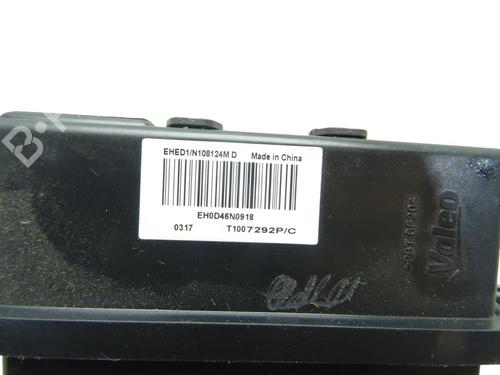 EHED1/N108124M D Made in China
EH0D46N0918
0317 T1007292P/C
Valeo